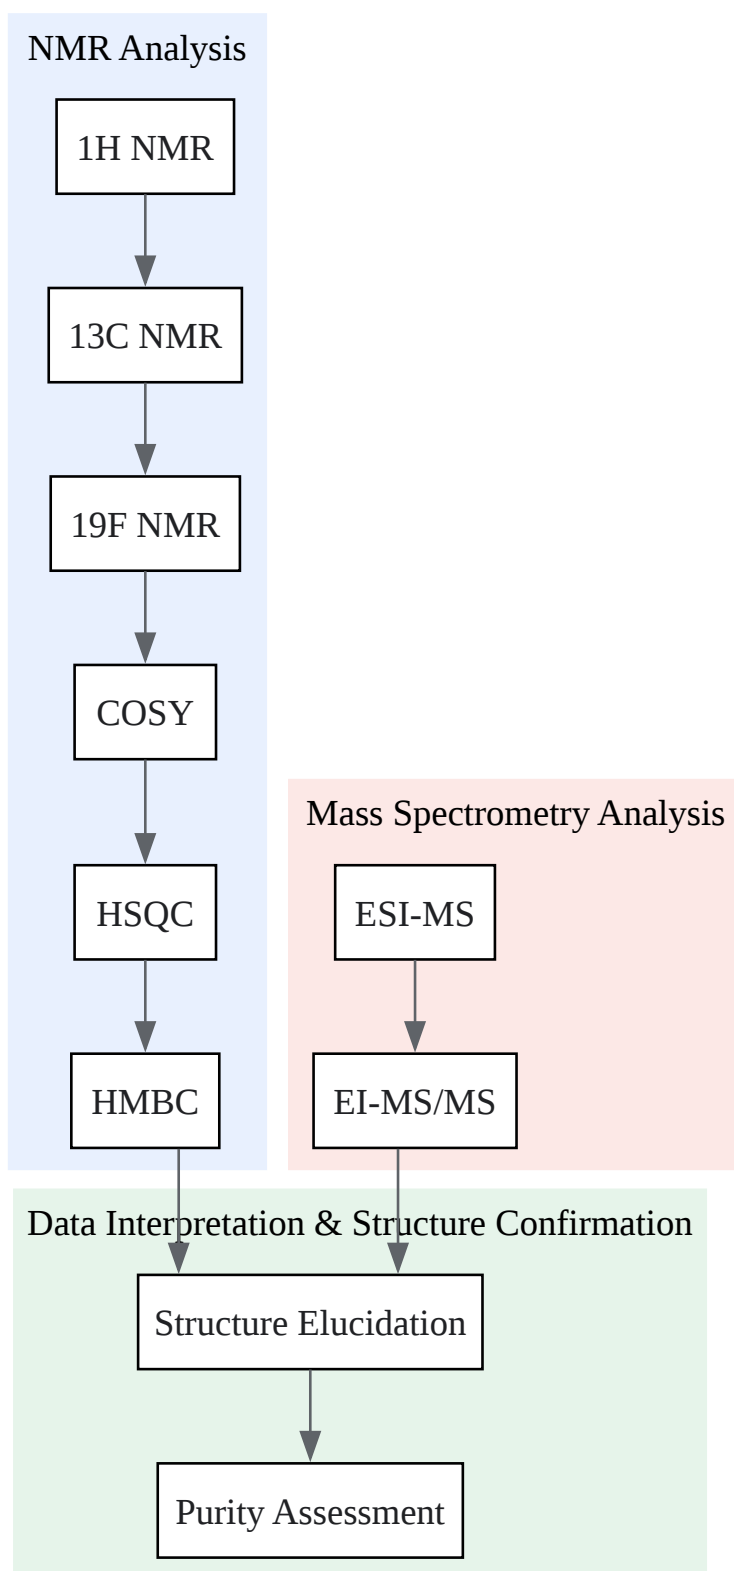 NMR Analysis
1H NMR
13C NMR
19F NMR
COSY
HSQC
HMBC
Mass Spectrometry Analysis
ESI-MS
EI-MS/MS
Data Interpretation & Structure Confirmation
Structure Elucidation
Purity Assessment